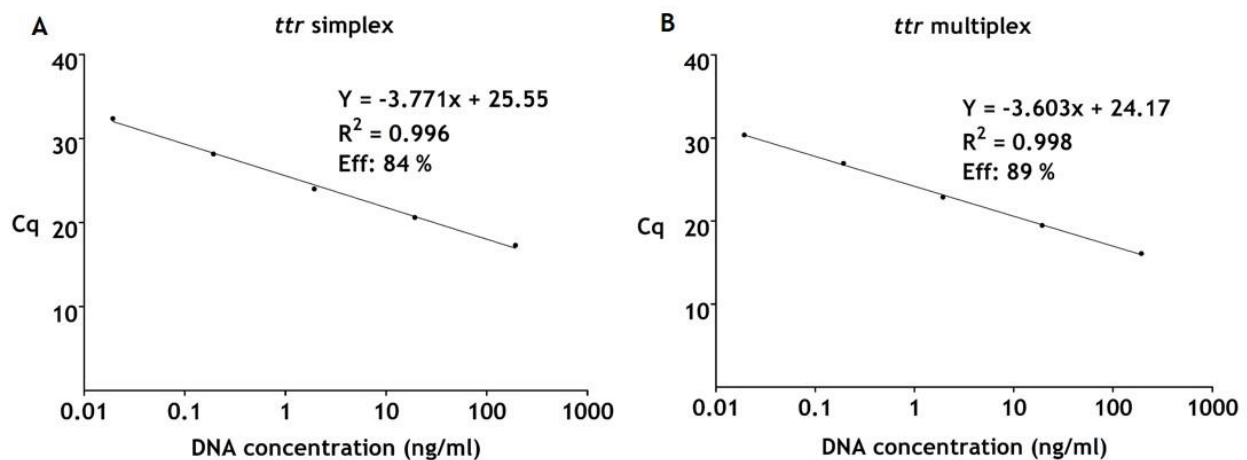 A
ttr simplex
40
30
20
10
Cq
Y = -3.771x + 25.55
R² = 0.996
Eff: 84 %
0.01 0.1 1 10 100 1000
DNA concentration (ng/ml)
B
ttr multiplex
40
30
20
10
Cq
Y = -3.603x + 24.17
R² = 0.998
Eff: 89 %
0.01 0.1 1 10 100 1000
DNA concentration (ng/ml)